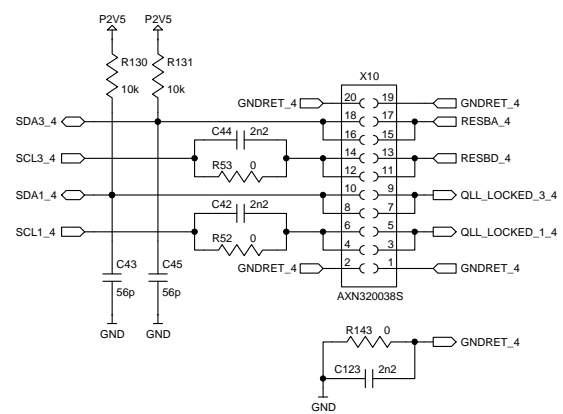 P2V5 P2V5
R130 R131
10k 10k
X10
GNDRET_4 20 19 GNDRET_4
SDA3_4 18 17 RESBA_4
C44 2n2 16 15
SCL3_4 14 13 RESBD_4
R53 0 12 11
SDA1_4 10 9 QLL_LOCKED_3_4
C42 2n2 8 7
SCL1_4 6 5 QLL_LOCKED_1_4
R52 0 4 3
GNDRET_4 2 1 GNDRET_4
C43 C45
56p 56p
AXN320038S
GND GND
R143 0 GNDRET_4
C123 2n2
GND